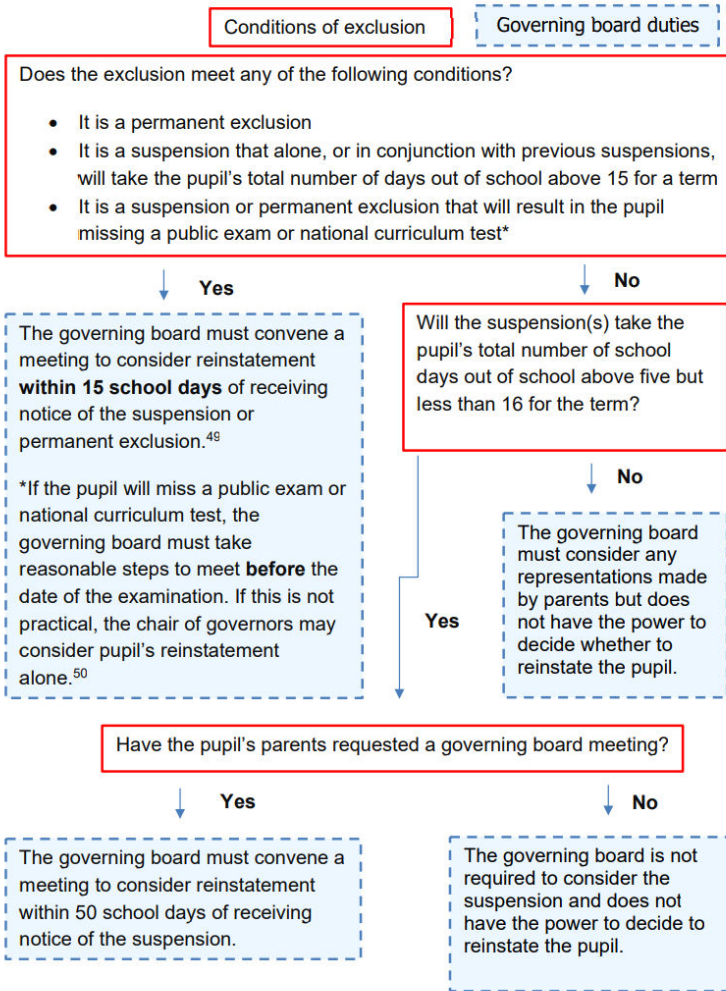 Conditions of exclusion
Governing board duties
Does the exclusion meet any of the following conditions?
• It is a permanent exclusion
• It is a suspension that alone, or in conjunction with previous suspensions,
will take the pupil's total number of days out of school above 15 for a term
• It is a suspension or permanent exclusion that will result in the pupil
missing a public exam or national curriculum test*
Yes
No
The governing board must convene a
meeting to consider reinstatement
within 15 school days of receiving
notice of the suspension or
permanent exclusion.49
*If the pupil will miss a public exam or
national curriculum test, the
governing board must take
reasonable steps to meet before the
date of the examination. If this is not
practical, the chair of governors may
consider pupil's reinstatement
alone.50
Will the suspension(s) take the
pupil's total number of school
days out of school above five but
less than 16 for the term?
No
The governing board
must consider any
representations made
by parents but does
not have the power to
decide whether to
reinstate the pupil.
Yes
Have the pupil's parents requested a governing board meeting?
Yes
No
The governing board must convene a
meeting to consider reinstatement
within 50 school days of receiving
notice of the suspension.
The governing board is not
required to consider the
suspension and does not
have the power to decide to
reinstate the pupil.